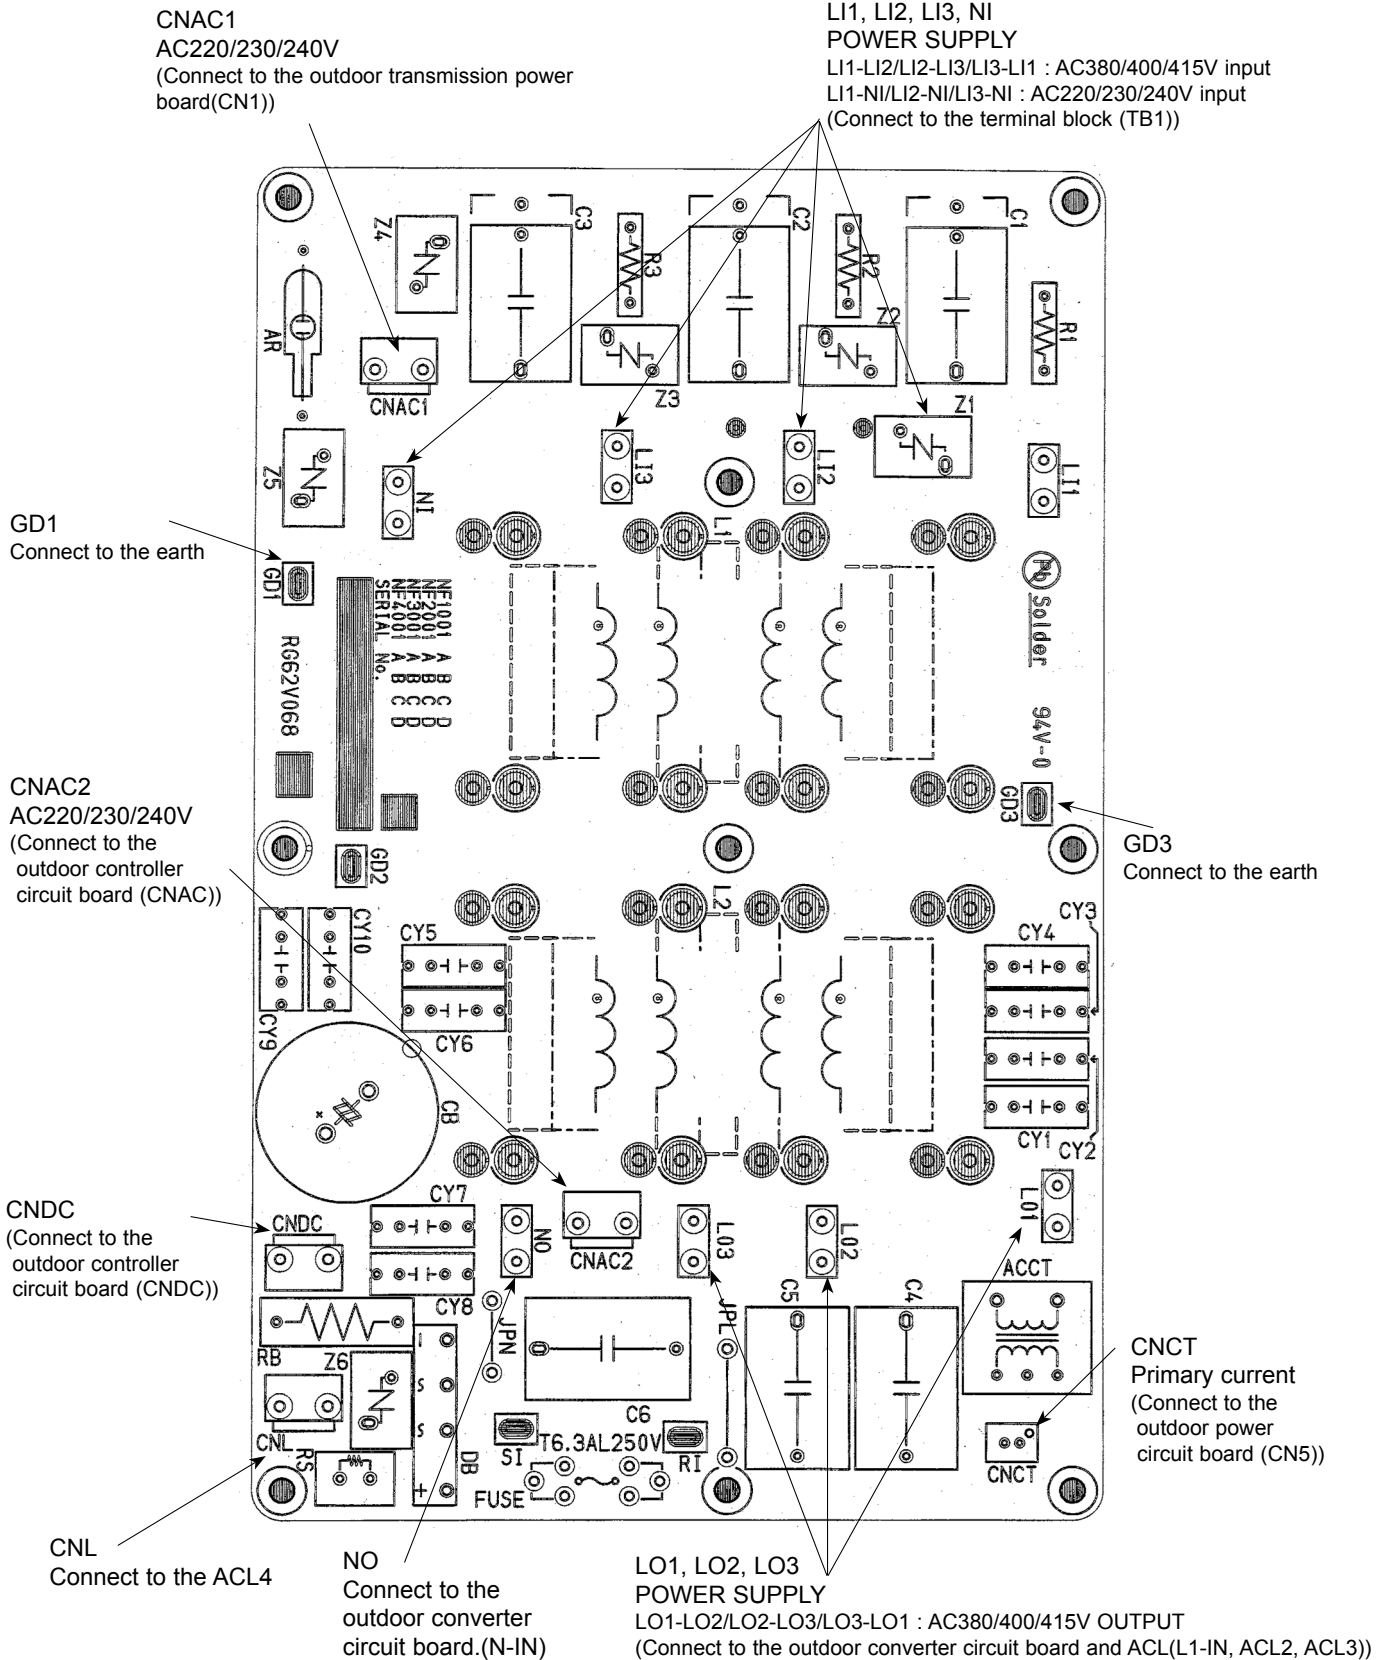 CNAC1
AC220/230/240V
(Connect to the outdoor transmission power
board(CN1))
LI1, LI2, LI3, NI
POWER SUPPLY
LI1-LI2/LI2-LI3/LI3-LI1 : AC380/400/415V input
LI1-NI/LI2-NI/LI3-NI : AC220/230/240V input
(Connect to the terminal block (TB1))
Z4
C3
R3
C2
R2
C1
R1
AR
CNAC1
Z3
Z2
Z1
Z5
NI
LI3
LI2
LI1
GD1
Connect to the earth
GD1
L1
Pb
Solder
NF1001 A B C D
NF2001 A B C D
NF3001 A B C D
NF4001 A B C D
SERIAL No.
RG62V068
94V-0
CNAC2
AC220/230/240V
(Connect to the
outdoor controller
circuit board (CNAC))
GD3
GD3
Connect to the earth
GD2
L2
CY10
CY9
CY5
CY6
CY3
CY4
CY1
CY2
CB
CNDC
(Connect to the
outdoor controller
circuit board (CNDC))
CNDC
CY7
CY8
NO
CNAC2
LO3
LO2
LO1
ACCT
RB
Z6
JPN
JPL
C5
C4
C6
CNCT
Primary current
(Connect to the
outdoor power
circuit board (CN5))
CNL
RS
- S S +
DB
SI
T6.3AL250V
RI
FUSE
CNCT
CNL
Connect to the ACL4
NO
Connect to the
outdoor converter
circuit board.(N-IN)
LO1, LO2, LO3
POWER SUPPLY
LO1-LO2/LO2-LO3/LO3-LO1 : AC380/400/415V OUTPUT
(Connect to the outdoor converter circuit board and ACL(L1-IN, ACL2, ACL3))